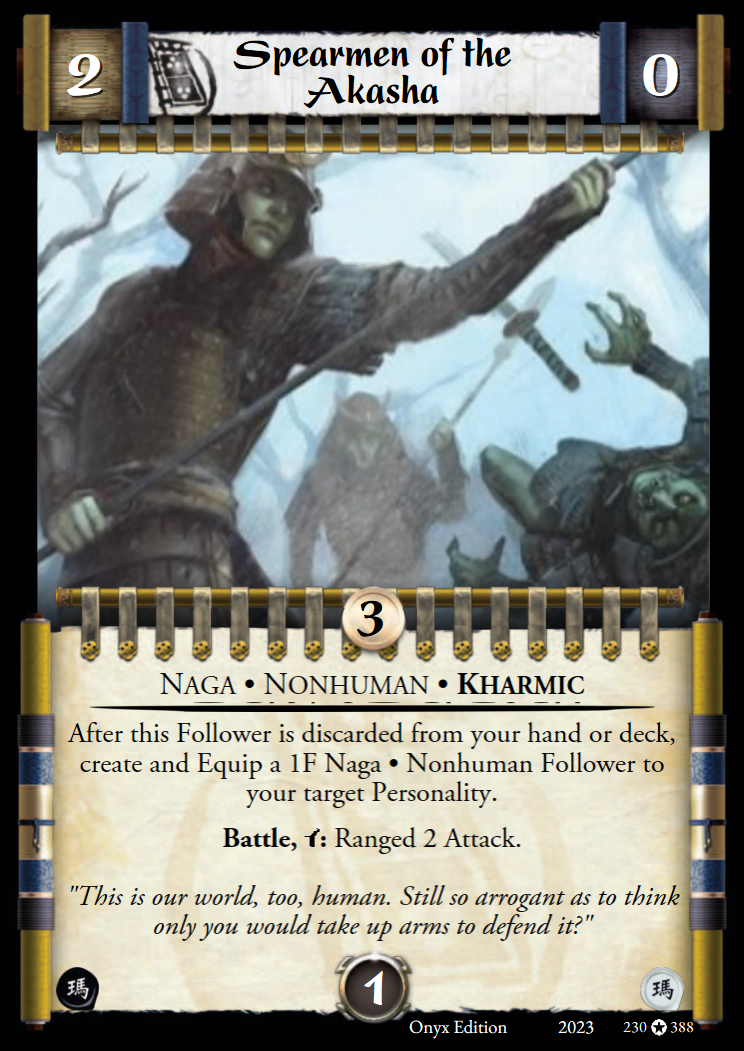 2
Spearmen of the
Akasha
0
3
NAGA • NONHUMAN • KHARMIC
After this Follower is discarded from your hand or deck,
create and Equip a 1F Naga • Nonhuman Follower to
your target Personality.
Battle, : Ranged 2 Attack.
"This is our world, too, human. Still so arrogant as to think
only you would take up arms to defend it?"
瑪
1
瑪
Onyx Edition 2023 230 388